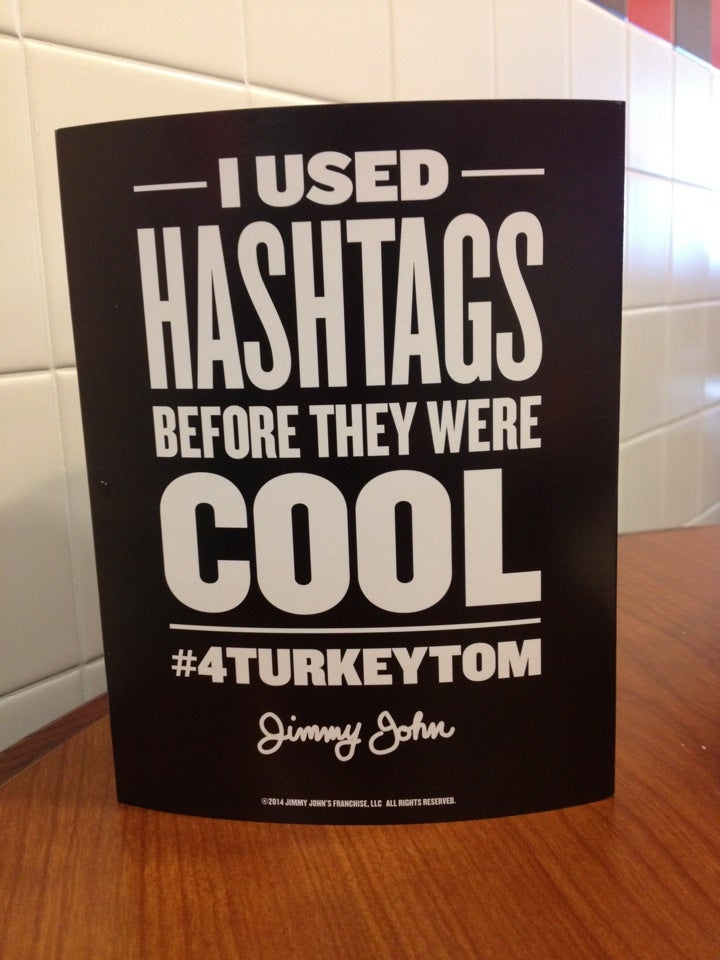 I USED
HASHTAGS
BEFORE THEY WERE
COOL
#4TURKEYTOM
Jimmy John
©2014 JIMMY JOHN'S FRANCHISE, LLC ALL RIGHTS RESERVED.